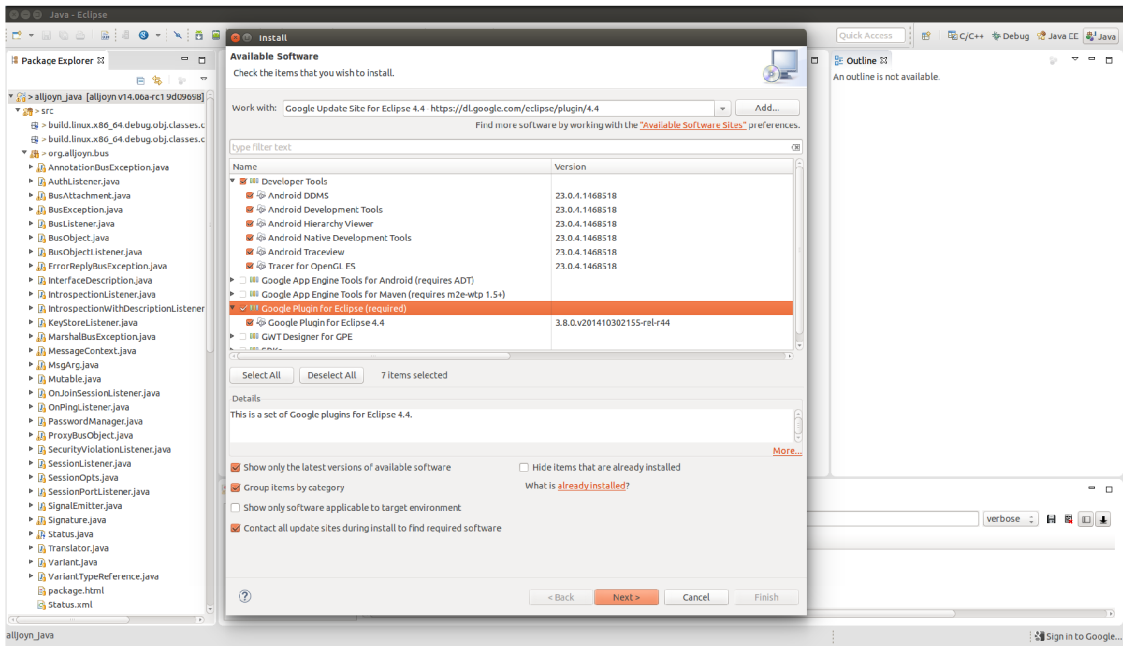 Java - Eclipse
Quick Access
C/C++
Debug
Java EE
Java
Package Explorer
> alljoyn_java [alljoyn v14.06a-rc1 9d09698]
> src
> build.linux.x86_64.debug.obj.classes.c
> build.linux.x86_64.debug.obj.classes.c
> org.alljoyn.bus
AnnotationBusException.java
AuthListener.java
BusAttachment.java
BusException.java
BusListener.java
BusObject.java
BusObjectListener.java
ErrorReplyBusException.java
InterfaceDescription.java
IntrospectionListener.java
IntrospectionWithDescriptionListener
KeyStoreListener.java
MarshalBusException.java
MessageContext.java
MsgArg.java
Mutable.java
OnJoinSessionListener.java
OnPingListener.java
PasswordManager.java
ProxyBusObject.java
SecurityViolationListener.java
SessionListener.java
SessionOpts.java
SessionPortListener.java
SignalEmitter.java
Signature.java
Status.java
Translator.java
Variant.java
VariantTypeReference.java
package.html
Status.xml
Install
Available Software
Check the items that you wish to install.
Work with: Google Update Site for Eclipse 4.4 https://dl.google.com/eclipse/plugin/4.4 Add...
Find more software by working with the "Available Software Sites" preferences.
type filter text
Name Version
Developer Tools
Android DDMS 23.0.4.1468518
Android Development Tools 23.0.4.1468518
Android Hierarchy Viewer 23.0.4.1468518
Android Native Development Tools 23.0.4.1468518
Android Traceview 23.0.4.1468518
Tracer for OpenGL ES 23.0.4.1468518
Google App Engine Tools for Android (requires ADT)
Google App Engine Tools for Maven (requires m2e-wtp 1.5+)
Google Plugin for Eclipse (required)
Google Plugin for Eclipse 4.4 3.8.0.v201410302155-rel-r44
GWT Designer for GPE
Select All Deselect All 7 items selected
Details
This is a set of Google plugins for Eclipse 4.4.
More...
Show only the latest versions of available software
Hide items that are already installed
Group items by category
What is already installed?
Show only software applicable to target environment
Contact all update sites during install to find required software
< Back Next > Cancel Finish
Outline
An outline is not available.
verbose
alljoyn_java
Sign in to Google...